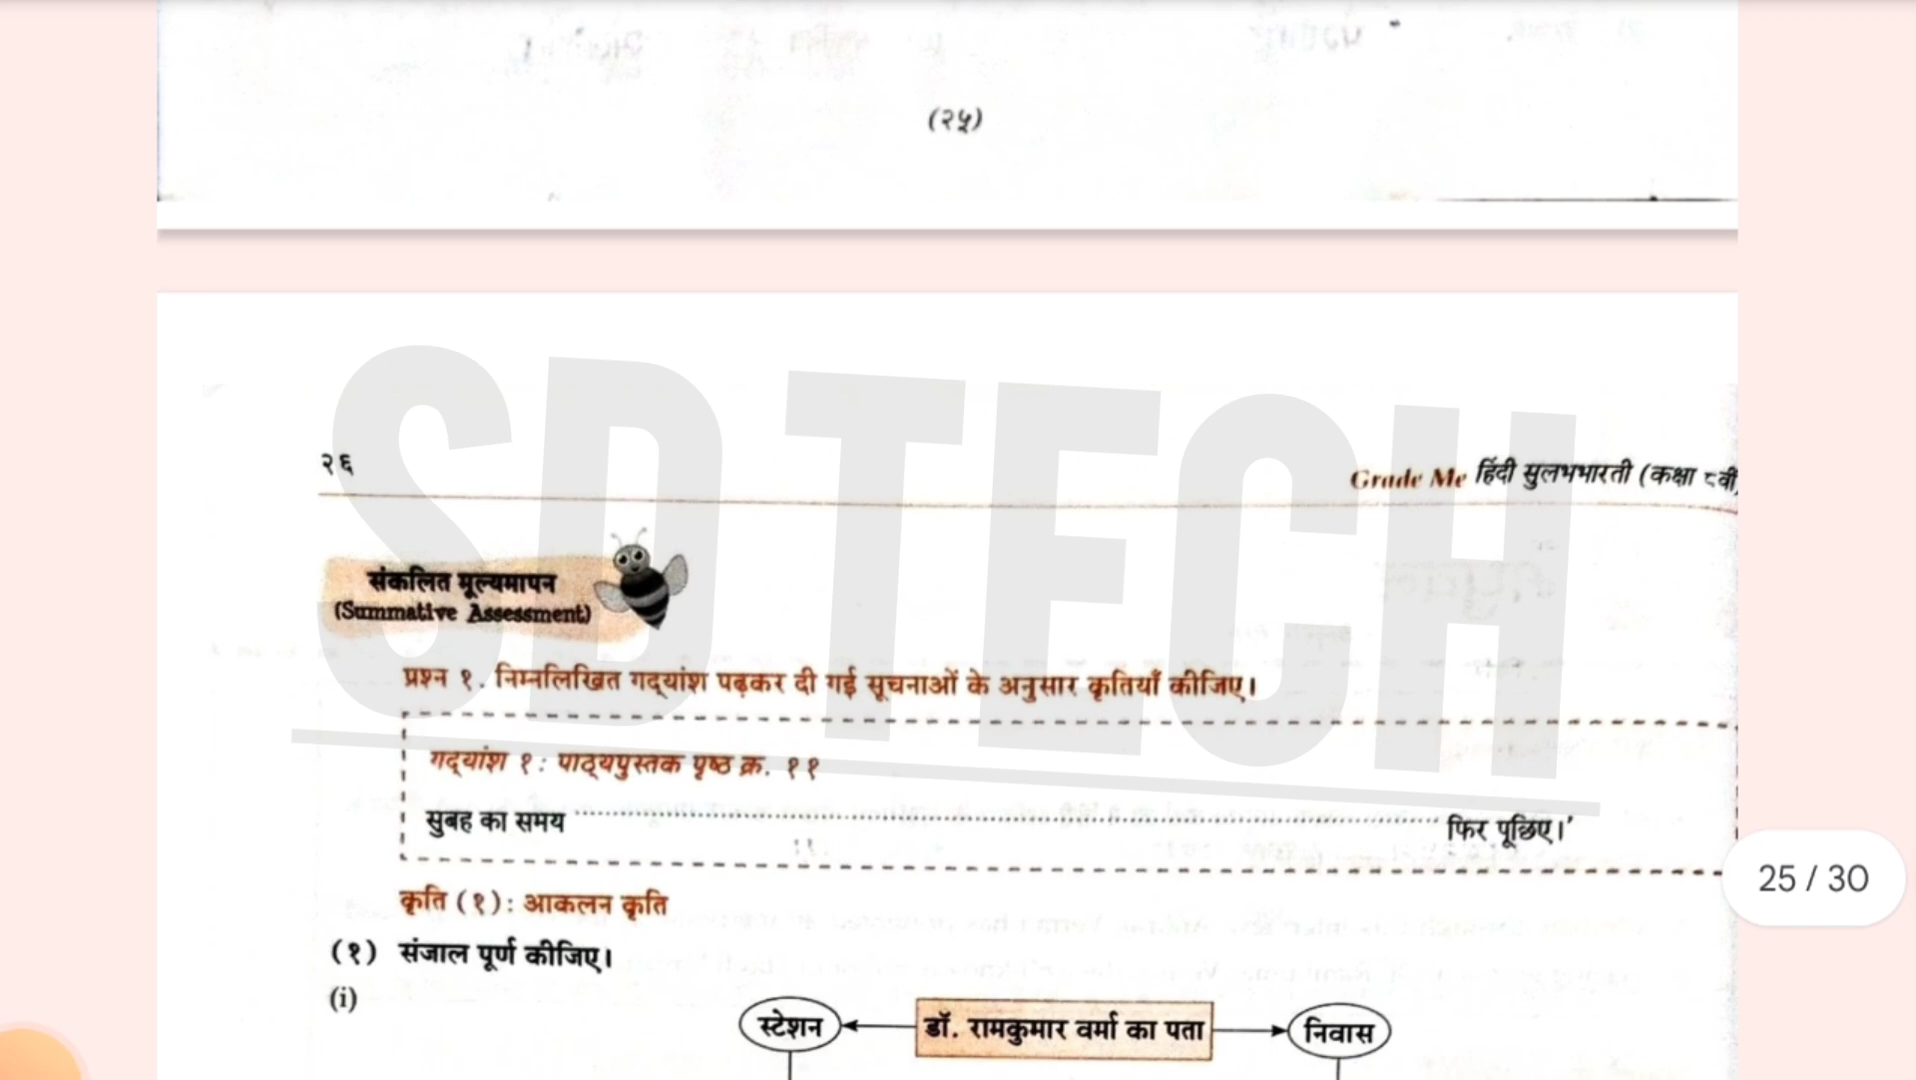 (२५)
SD TECH
२६
Grade Me हिंदी सुलभभारती (कक्षा ८वीं)
संकलित मूल्यमापन
(Summative Assessment)
प्रश्न १. निम्नलिखित गद्‌यांश पढ़कर दी गई सूचनाओं के अनुसार कृतियाँ कीजिए।
गद्‌यांश १ : पाठ्यपुस्तक पृष्ठ क्र. ११
सुबह का समय ........................................ फिर पूछिए।'
25 / 30
कृति (१) : आकलन कृति
(१) संजाल पूर्ण कीजिए।
(i)
स्टेशन डॉ. रामकुमार वर्मा का पता निवास